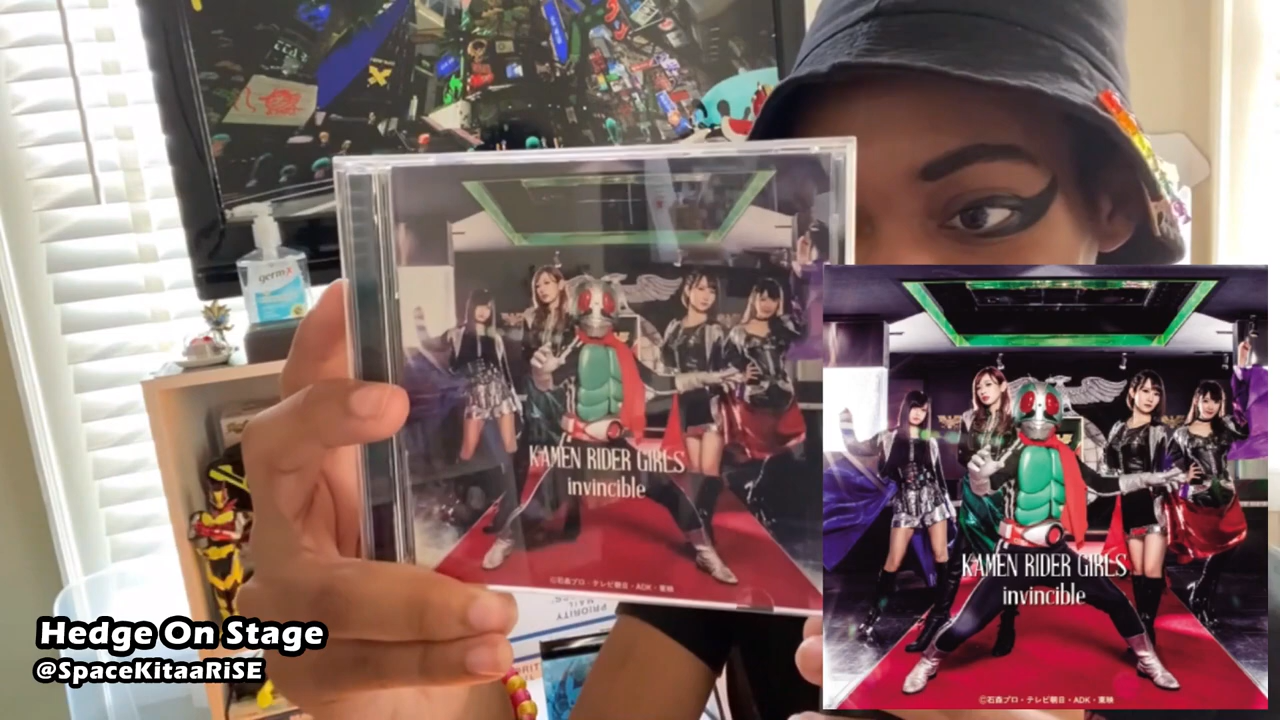 germ
KAMEN RIDER GIRLS
invincible
©石森プロ・テレビ朝日・ADK・東映
PRIORITY
MAIL
KAMEN RIDER GIRLS
invincible
©石森プロ・テレビ朝日・ADK・東映
Hedge On Stage
@SpaceKitaaRiSE